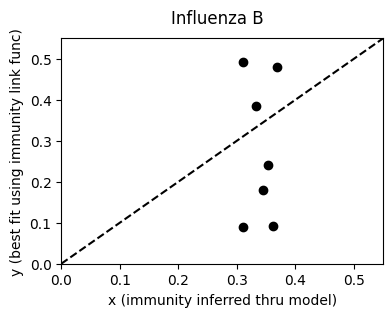 Influenza B
y (best fit using immunity link func)
0.5
0.4
0.3
0.2
0.1
0.0
0.0 0.1 0.2 0.3 0.4 0.5
x (immunity inferred thru model)